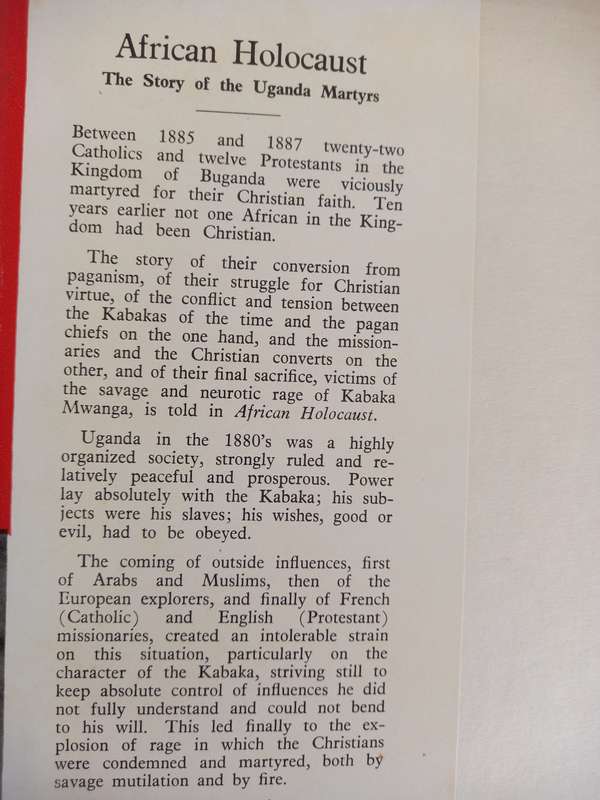 African Holocaust
The Story of the Uganda Martyrs
Between 1885 and 1887 twenty-two
Catholics and twelve Protestants in the
Kingdom of Buganda were viciously
martyred for their Christian faith. Ten
years earlier not one African in the King-
dom had been Christian.
The story of their conversion from
paganism, of their struggle for Christian
virtue, of the conflict and tension between
the Kabakas of the time and the pagan
chiefs on the one hand, and the mission-
aries and the Christian converts on the
other, and of their final sacrifice, victims of
the savage and neurotic rage of Kabaka
Mwanga, is told in African Holocaust.
Uganda in the 1880's was a highly
organized society, strongly ruled and re-
latively peaceful and prosperous. Power
lay absolutely with the Kabaka; his sub-
jects were his slaves; his wishes, good or
evil, had to be obeyed.
The coming of outside influences, first
of Arabs and Muslims, then of the
European explorers, and finally of French
(Catholic) and English (Protestant)
missionaries, created an intolerable strain
on this situation, particularly on the
character of the Kabaka, striving still to
keep absolute control of influences he did
not fully understand and could not bend
to his will. This led finally to the ex-
plosion of rage in which the Christians
were condemned and martyred, both by
savage mutilation and by fire.